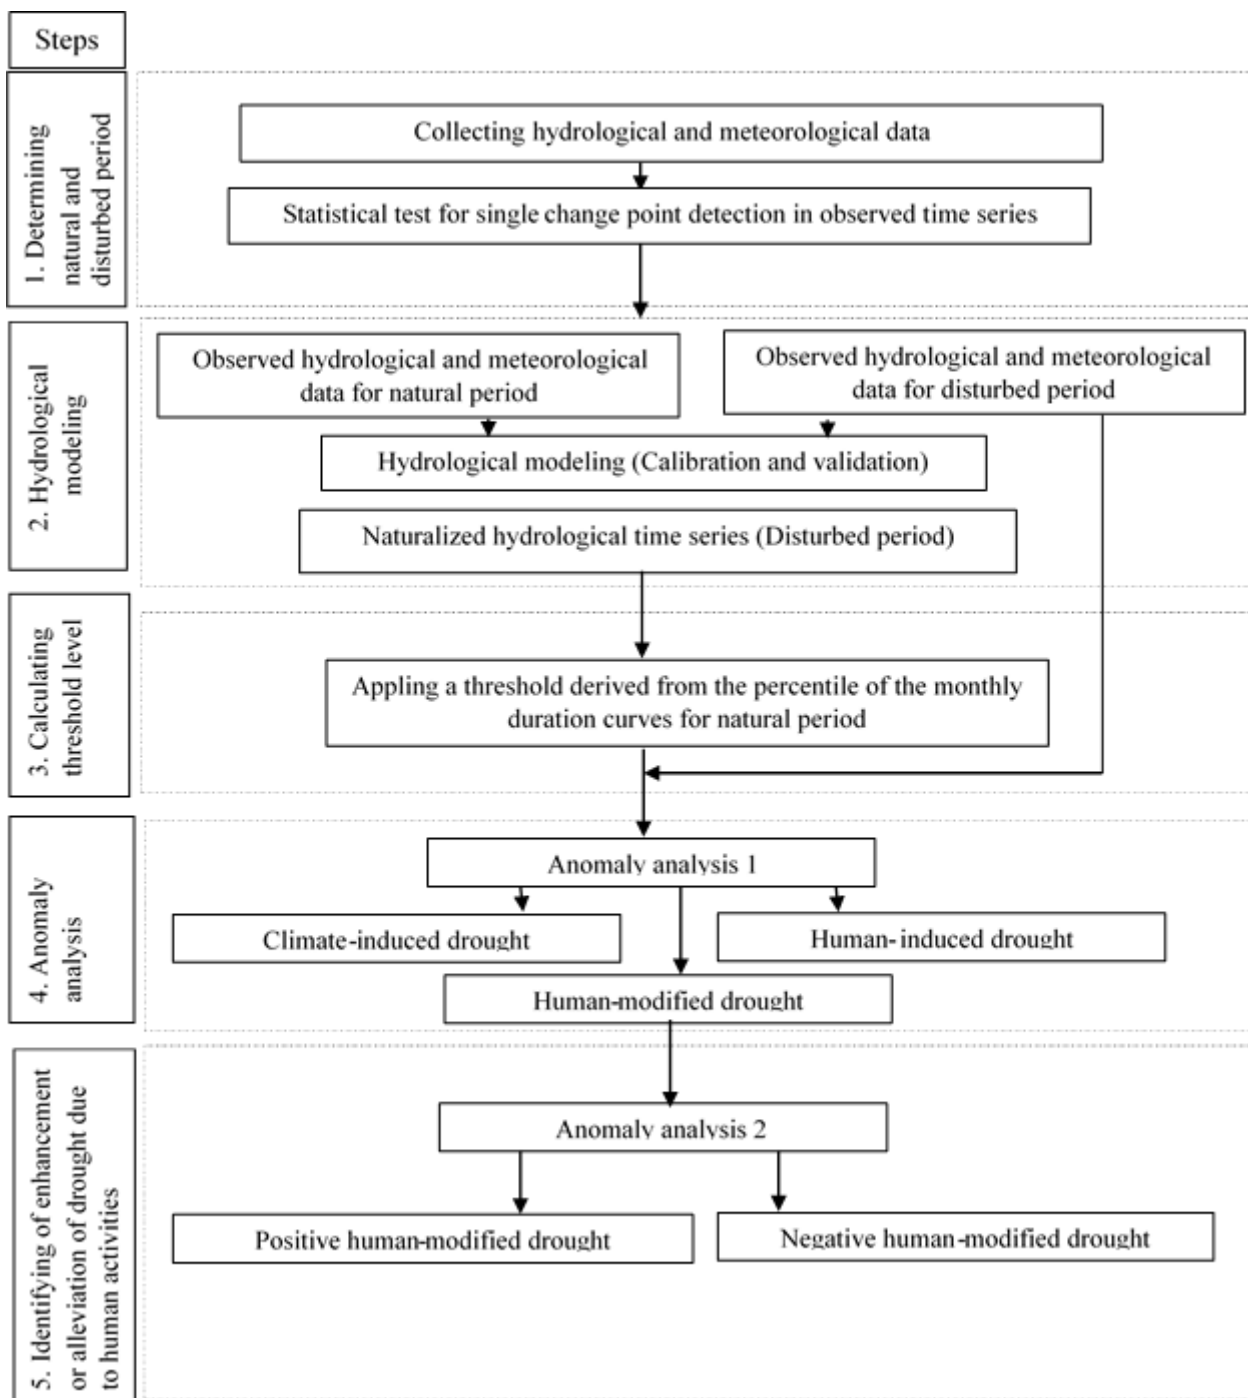 Steps
1. Determining
natural and
disturbed period
Collecting hydrological and meteorological data
Statistical test for single change point detection in observed time series
2. Hydrological
modeling
Observed hydrological and meteorological
data for natural period
Observed hydrological and meteorological
data for disturbed period
Hydrological modeling (Calibration and validation)
Naturalized hydrological time series (Disturbed period)
3. Calculating
threshold level
Appling a threshold derived from the percentile of the monthly
duration curves for natural period
4. Anomaly
analysis
Anomaly analysis 1
Climate-induced drought
Human-induced drought
Human-modified drought
5. Identifying of enhancement
or alleviation of drought due
to human activities
Anomaly analysis 2
Positive human-modified drought
Negative human-modified drought